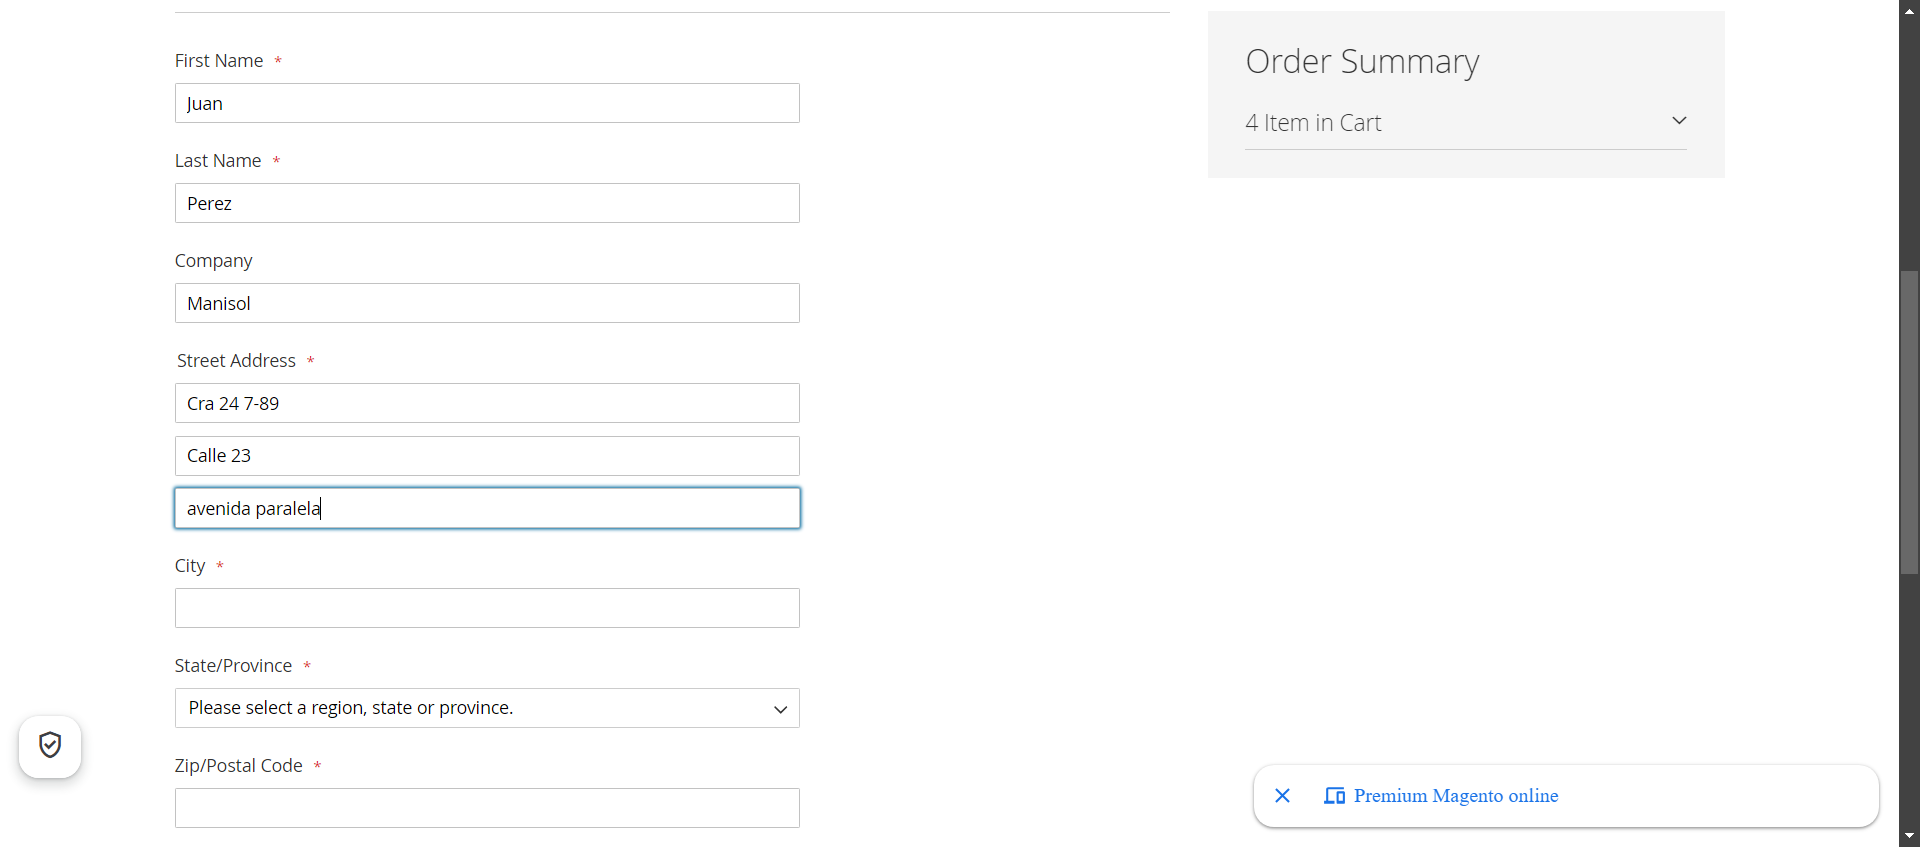 First Name *
Juan
Last Name *
Perez
Company
Manisol
Street Address *
Cra 24 7-89
Calle 23
avenida paralela
City *
State/Province *
Please select a region, state or province.
Zip/Postal Code *
Order Summary
4 Item in Cart
Premium Magento online